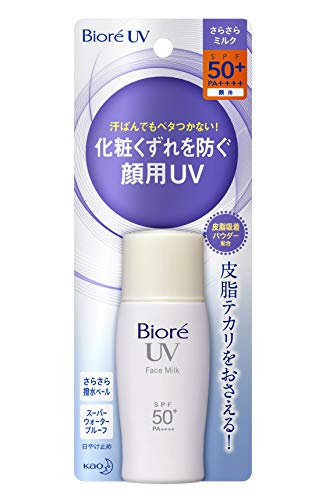 Bioré UV
さらさら
ミルク
SPF
50+
PA++++
顔用
汗ばんでもベタつかない!
化粧くずれを防ぐ
顔用UV
皮脂吸着
パウダー
配合
皮脂テカリをおさえる!
Bioré
UV
Face Milk
SPF
50+
PA++++
さらさら
撥水ベール
スーパー
ウォーター
プルーフ
日やけ止め
Kao